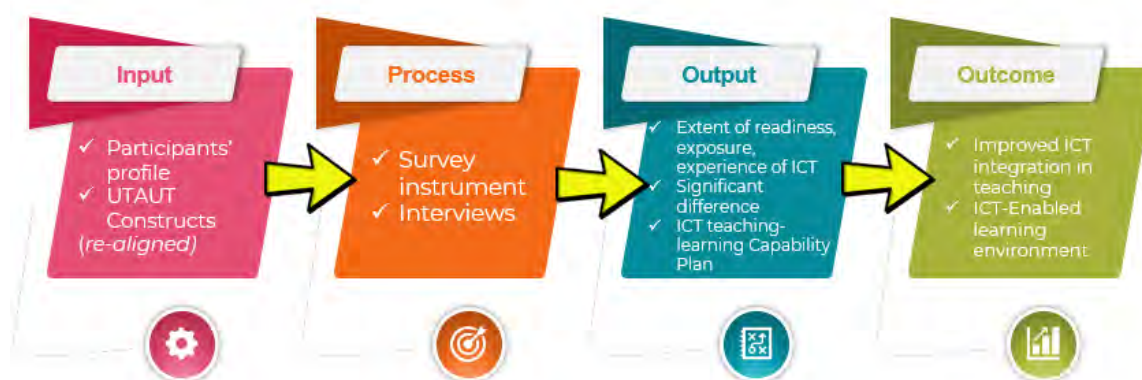 Input
✓ Participants'
profile
✓ UTAUT
Constructs
(re-aligned)
Process
✓ Survey
instrument
✓ Interviews
Output
✓ Extent of readiness,
exposure,
experience of ICT
✓ Significant
difference
✓ ICT teaching-
learning Capability
Plan
Outcome
✓ Improved ICT
integration in
teaching
✓ ICT-Enabled
learning
environment